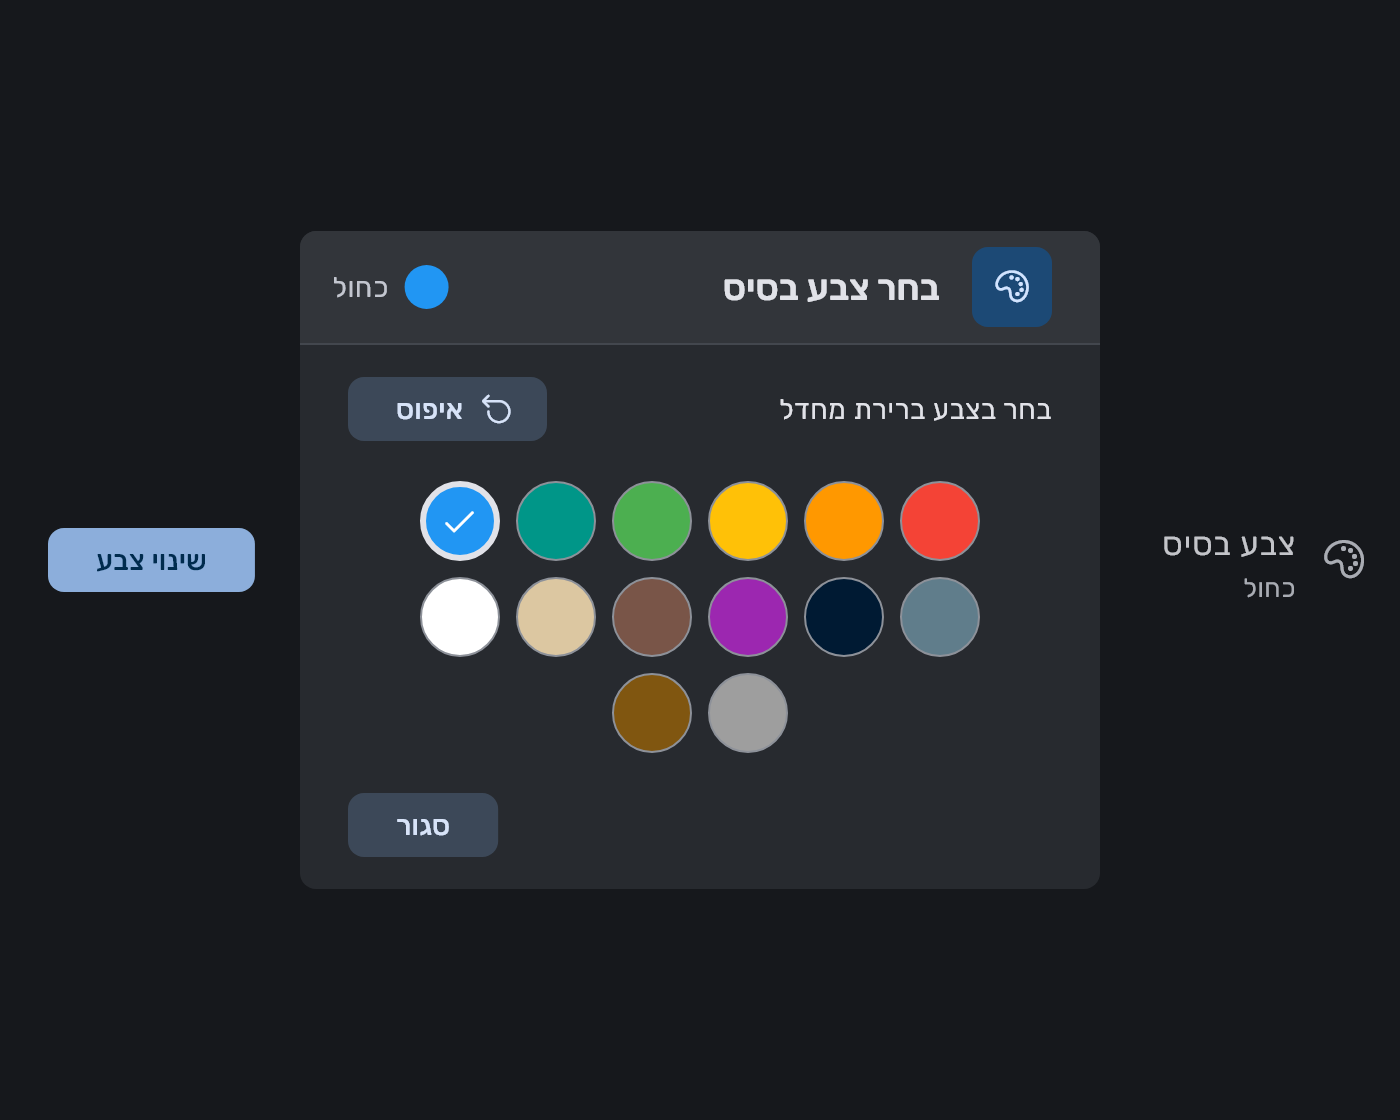 בחר צבע בסיס
כחול
בחר בצבע ברירת מחדל
איפוס
סגור
צבע בסיס
כחול
שינוי צבע